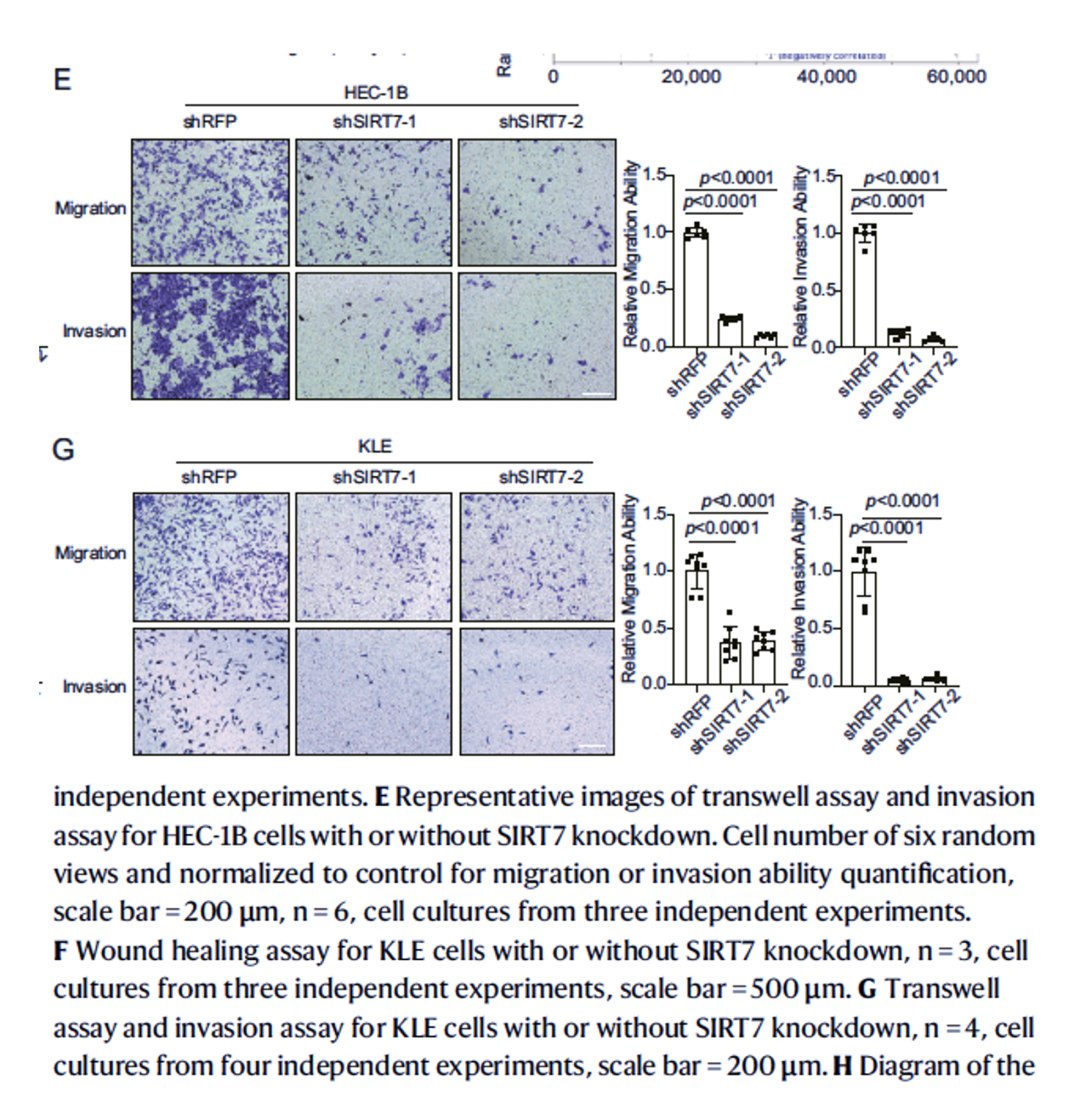 Ra
0 20,000 40,000 60,000
E
HEC-1B
shRFP shSIRT7-1 shSIRT7-2
Migration
Invasion
Relative Migration Ability
1.5
1.0
0.5
0.0
p<0.0001
p<0.0001
shRFP shSIRT7-1 shSIRT7-2
Relative Invasion Ability
1.5
1.0
0.5
0.0
p<0.0001
p<0.0001
shRFP shSIRT7-1 shSIRT7-2
G
KLE
shRFP shSIRT7-1 shSIRT7-2
Migration
Invasion
Relative Migration Ability
1.5
1.0
0.5
0.0
p<0.0001
p<0.0001
shRFP shSIRT7-1 shSIRT7-2
Relative Invasion Ability
1.5
1.0
0.5
0.0
p<0.0001
p<0.0001
shRFP shSIRT7-1 shSIRT7-2
independent experiments. E Representative images of transwell assay and invasion
assay for HEC-1B cells with or without SIRT7 knockdown. Cell number of six random
views and normalized to control for migration or invasion ability quantification,
scale bar = 200 μm, n = 6, cell cultures from three independent experiments.
F Wound healing assay for KLE cells with or without SIRT7 knockdown, n = 3, cell
cultures from three independent experiments, scale bar = 500 μm. G Transwell
assay and invasion assay for KLE cells with or without SIRT7 knockdown, n = 4, cell
cultures from four independent experiments, scale bar = 200 μm. H Diagram of the